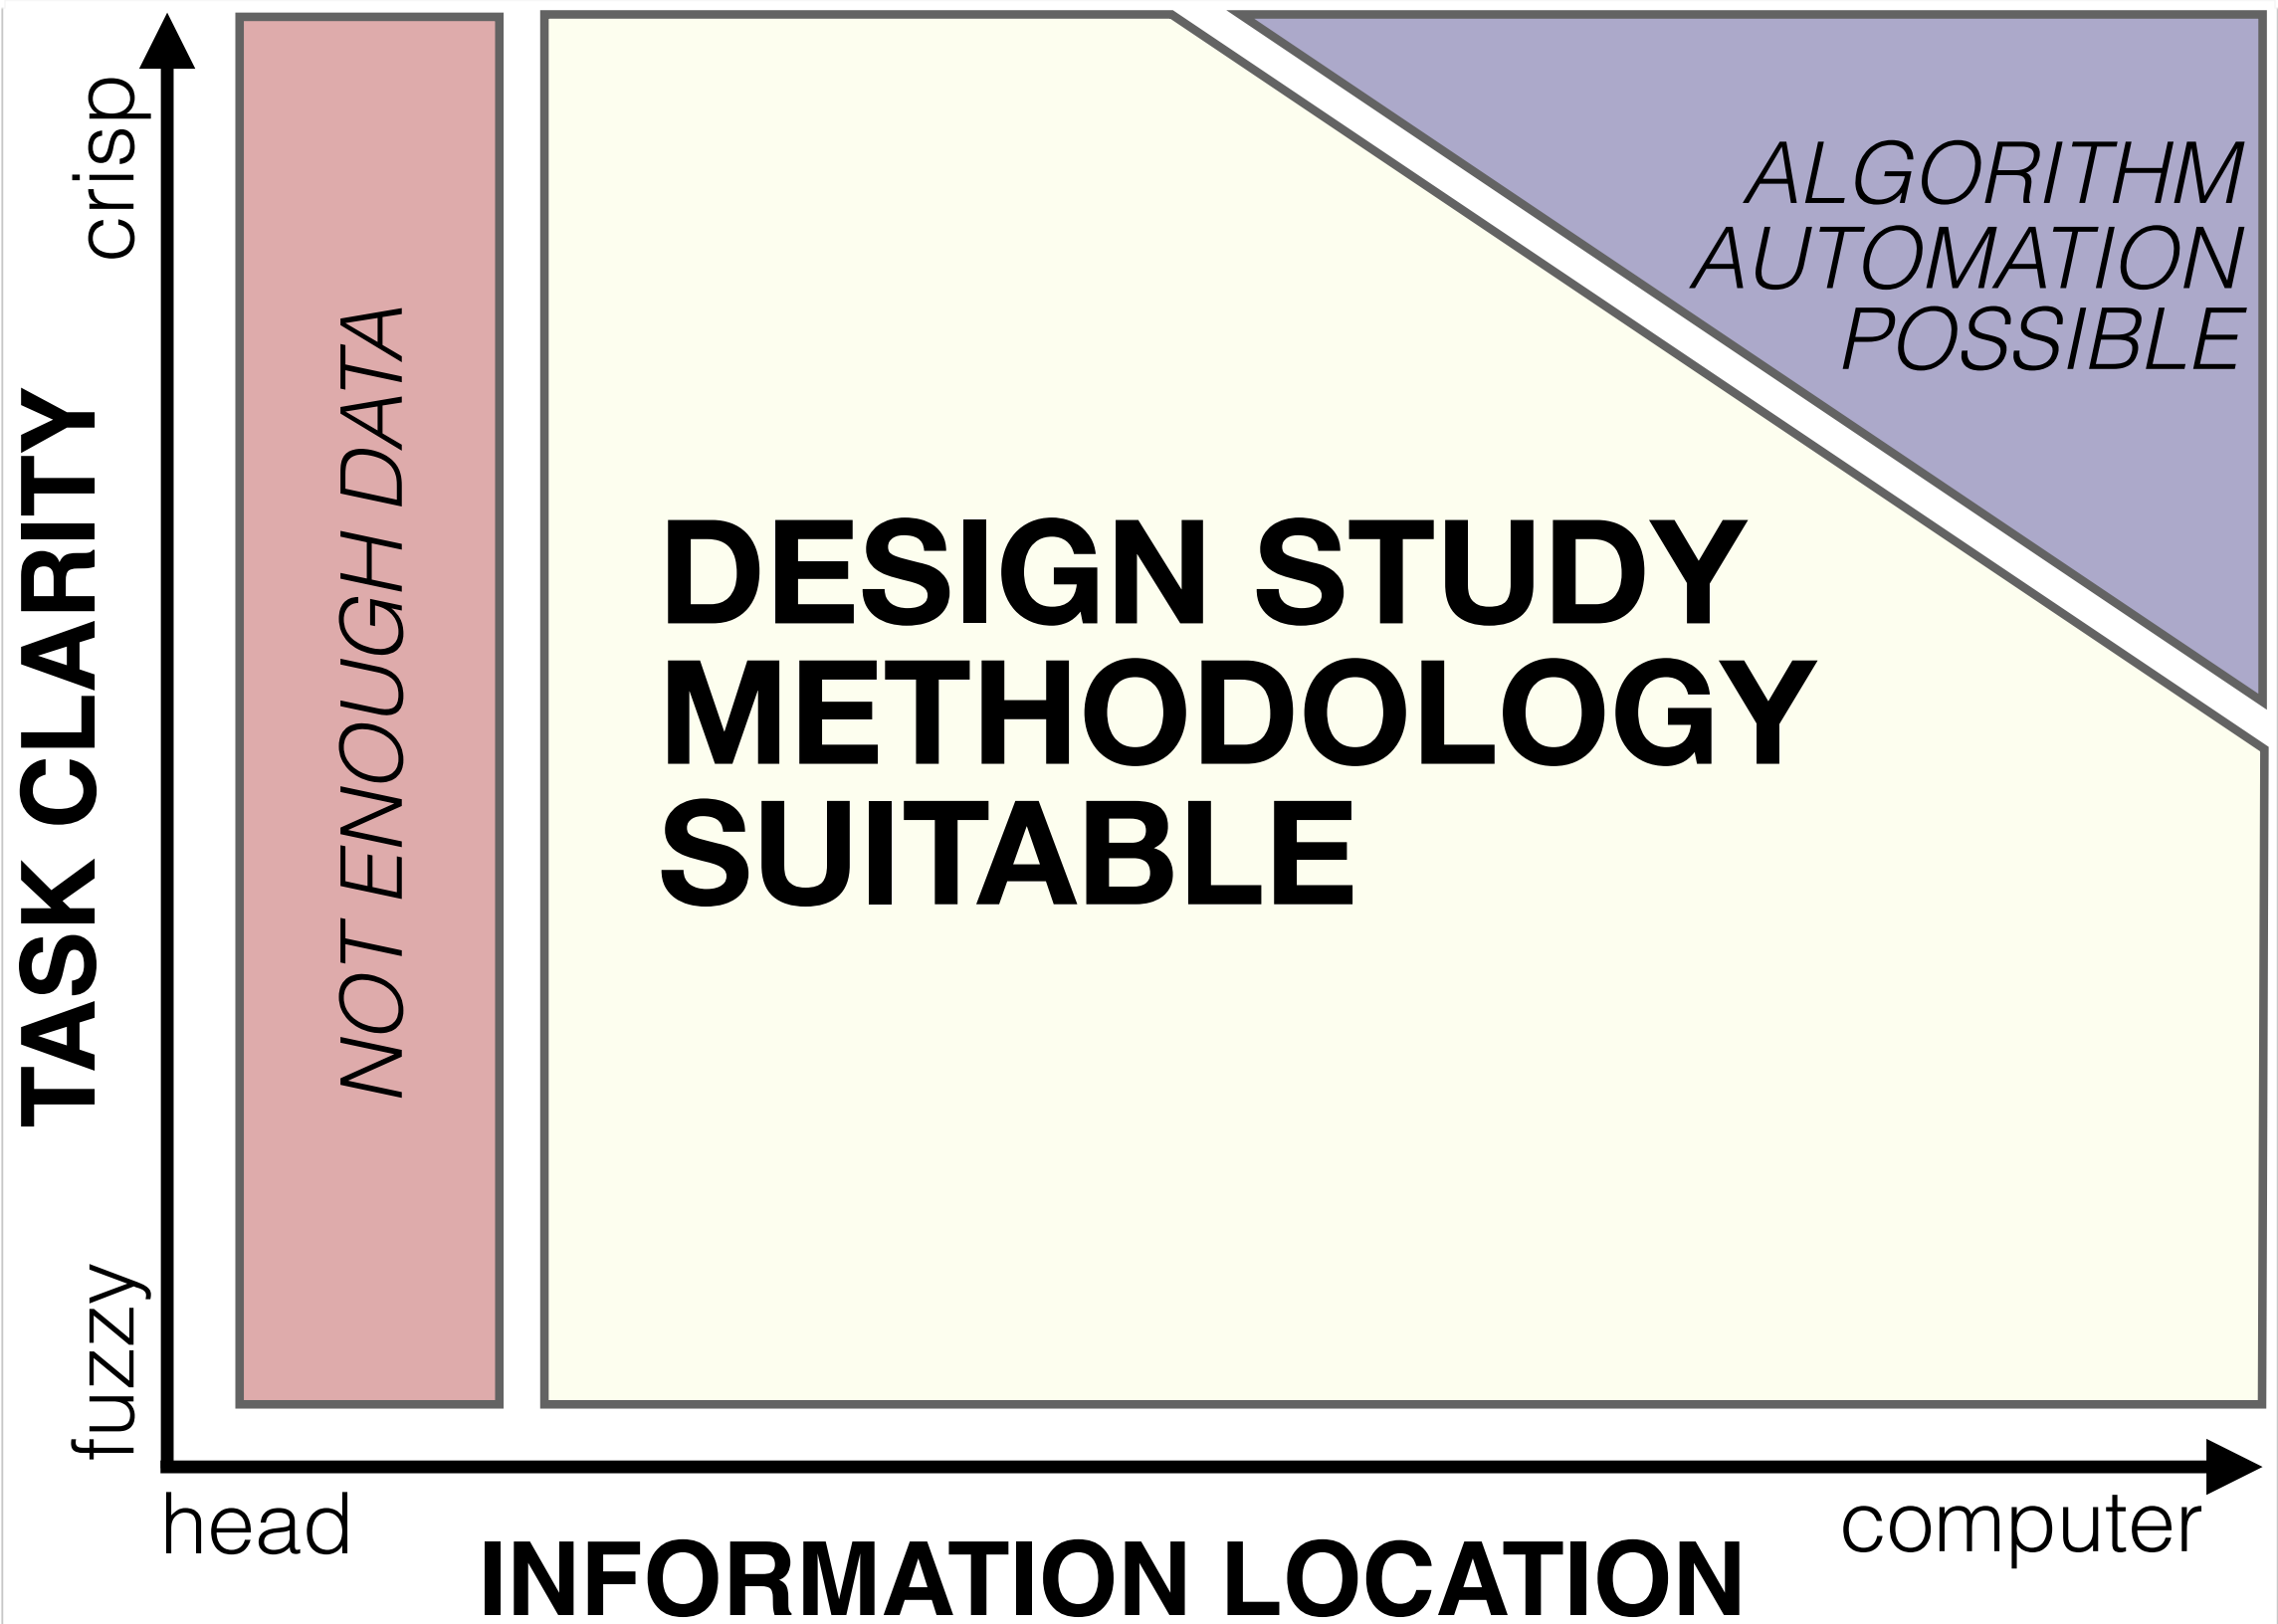 TASK CLARITY
crisp
fuzzy
NOT ENOUGH DATA
DESIGN STUDY
METHODOLOGY
SUITABLE
ALGORITHM
AUTOMATION
POSSIBLE
head
computer
INFORMATION LOCATION